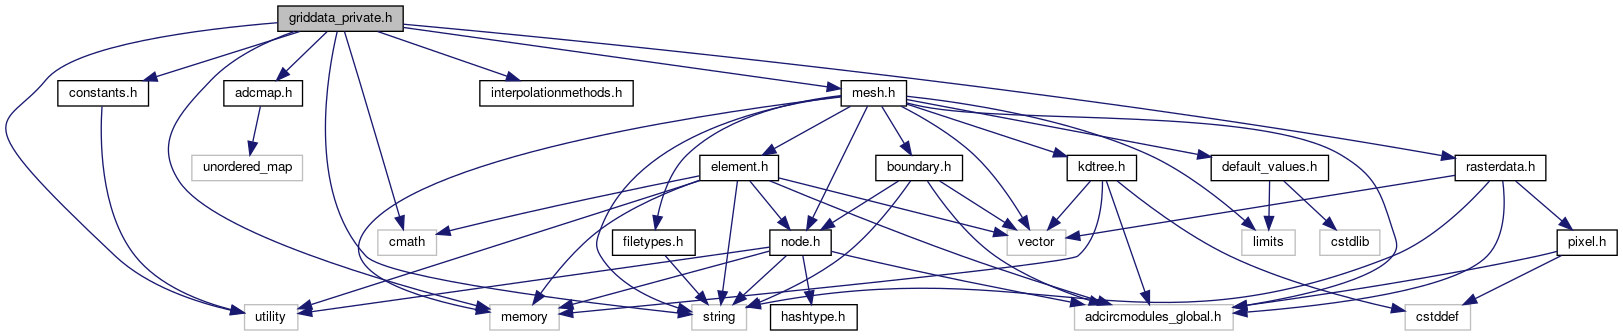 griddata_private.h
constants.h
adcmap.h
interpolationmethods.h
mesh.h
unordered_map
element.h
boundary.h
kdtree.h
default_values.h
rasterdata.h
cmath
filetypes.h
node.h
vector
limits
cstdlib
pixel.h
utility
memory
string
hashtype.h
adcircmodules_global.h
cstddef